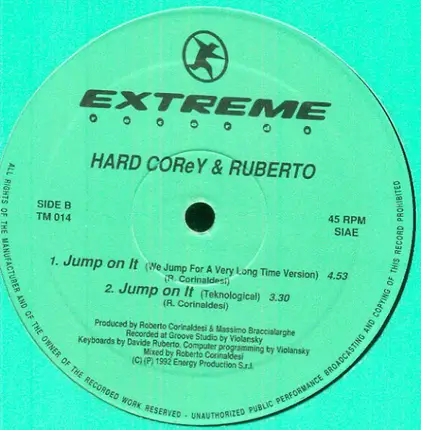 EXTREME
RECORDS
HARD COReY & RUBERTO
SIDE B
TM 014
45 RPM
SIAE
1. Jump on It (We Jump For A Very Long Time Version) 4.53
(R. Corinaldesi)
2. Jump on It (Teknological) 3.30
(R. Corinaldesi)
Produced by Roberto Corinaldesi & Massimo Braccialarghe
Recorded at Groove Studio by Violansky
Keyboards by Davide Ruberto. Computer programming by Violansky
Mixed by Roberto Corinaldesi
(C) (P) 1992 Energy Production S.r.l.
ALL RIGHTS OF THE MANUFACTURER AND OF THE OWNER OF THE RECORDED WORK RESERVED - UNAUTHORIZED PUBLIC PERFORMANCE BROADCASTING AND COPYING OF THIS RECORD PROHIBITED